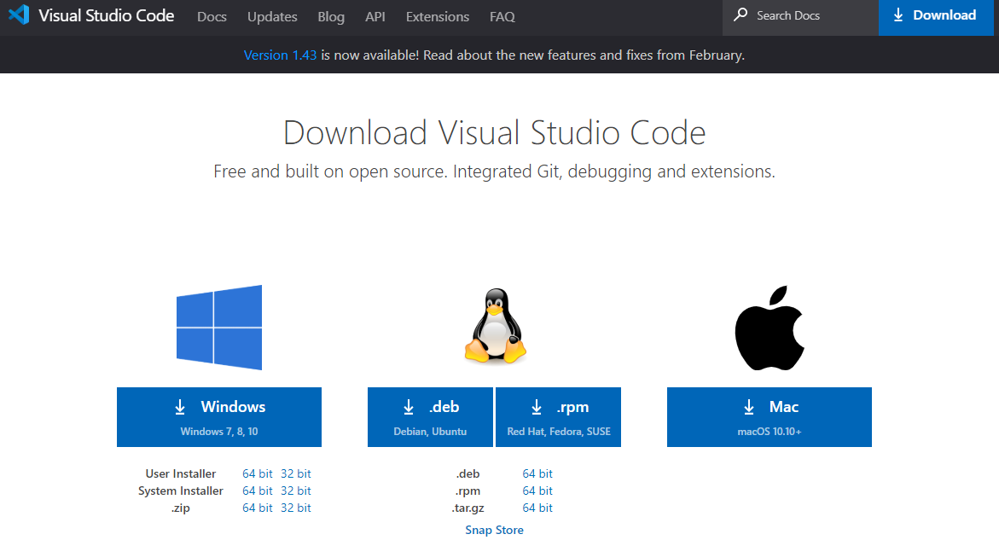 Visual Studio Code Docs Updates Blog API Extensions FAQ Search Docs Download
Version 1.43 is now available! Read about the new features and fixes from February.
Download Visual Studio Code
Free and built on open source. Integrated Git, debugging and extensions.
Windows
Windows 7, 8, 10
User Installer 64 bit 32 bit
System Installer 64 bit 32 bit
.zip 64 bit 32 bit
.deb
Debian, Ubuntu
.rpm
Red Hat, Fedora, SUSE
.deb 64 bit
.rpm 64 bit
.tar.gz 64 bit
Snap Store
Mac
macOS 10.10+